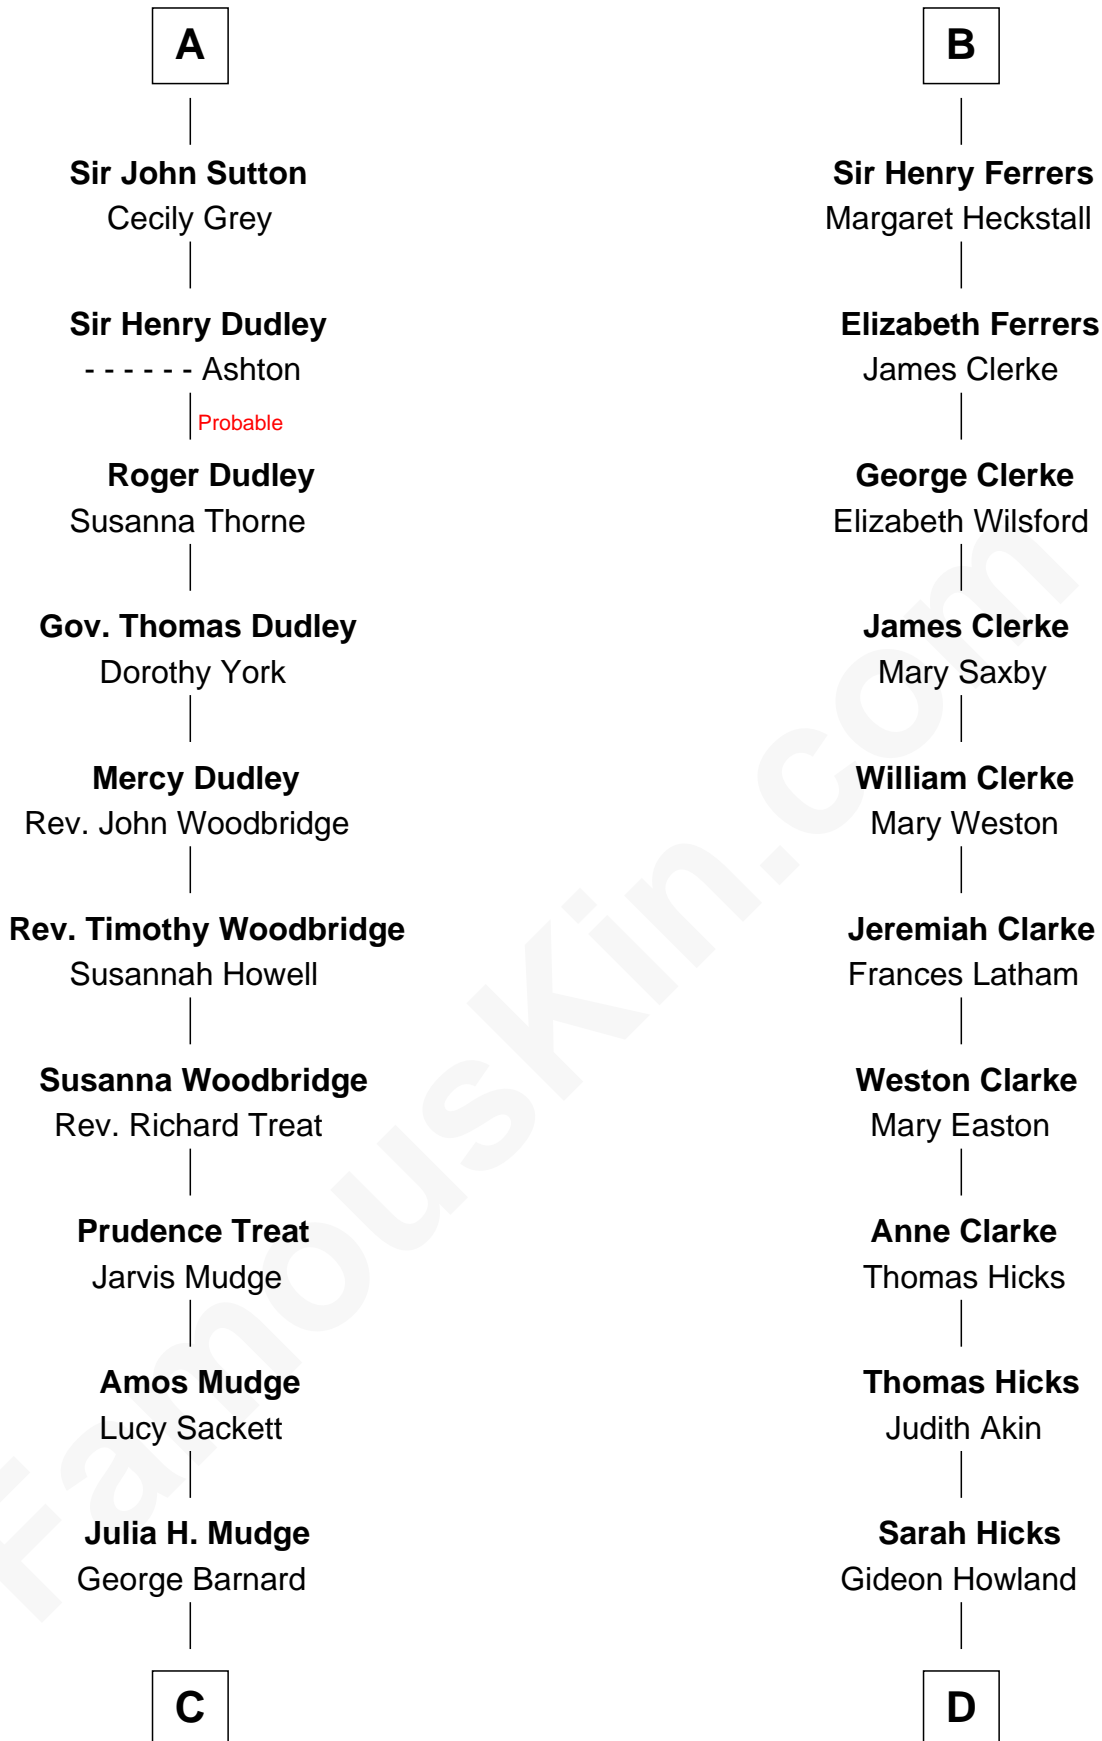 A
Sir John Sutton
Cecily Grey
Sir Henry Dudley
- - - - - - Ashton
Probable
Roger Dudley
Susanna Thorne
Gov. Thomas Dudley
Dorothy York
Mercy Dudley
Rev. John Woodbridge
Rev. Timothy Woodbridge
Susannah Howell
Susanna Woodbridge
Rev. Richard Treat
Prudence Treat
Jarvis Mudge
Amos Mudge
Lucy Sackett
Julia H. Mudge
George Barnard
C
B
Sir Henry Ferrers
Margaret Heckstall
Elizabeth Ferrers
James Clerke
George Clerke
Elizabeth Wilsford
James Clerke
Mary Saxby
William Clerke
Mary Weston
Jeremiah Clarke
Frances Latham
Weston Clarke
Mary Easton
Anne Clarke
Thomas Hicks
Thomas Hicks
Judith Akin
Sarah Hicks
Gideon Howland
D
FamousKin.com